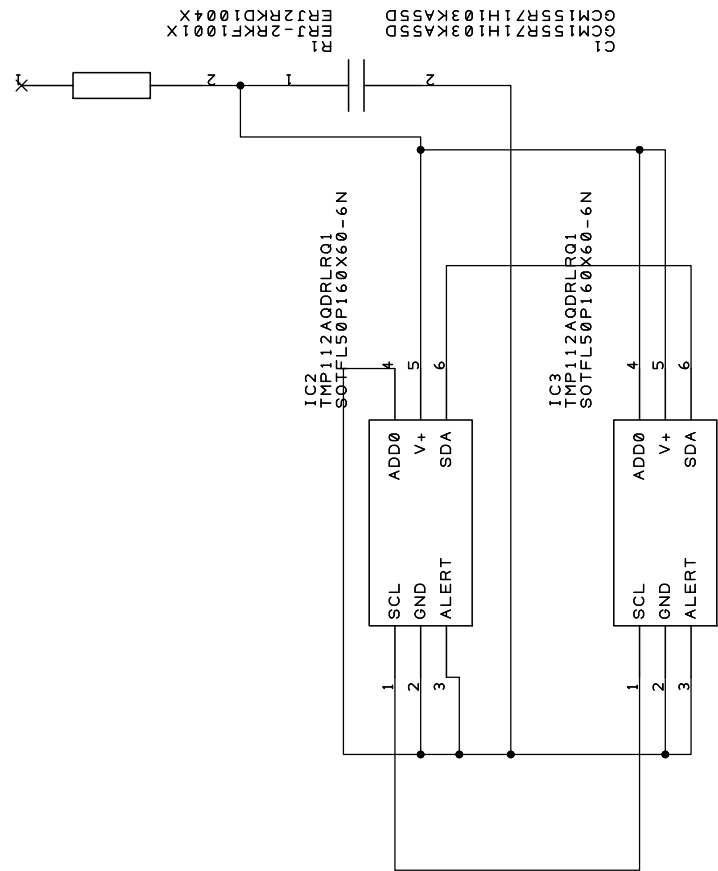 R1
ERJ-2RKF1001X
ERJ2RKD1004X
C1
GCM155R71H103KA55D
GCM155R71H103KA55D
1
2
1
2
IC2
TMP112AQDRLRQ1
SOTFL50P160X60-6N
4
5
6
ADD0
V+
SDA
SCL
GND
ALERT
1
2
3
IC3
TMP112AQDRLRQ1
SOTFL50P160X60-6N
4
5
6
ADD0
V+
SDA
SCL
GND
ALERT
1
2
3